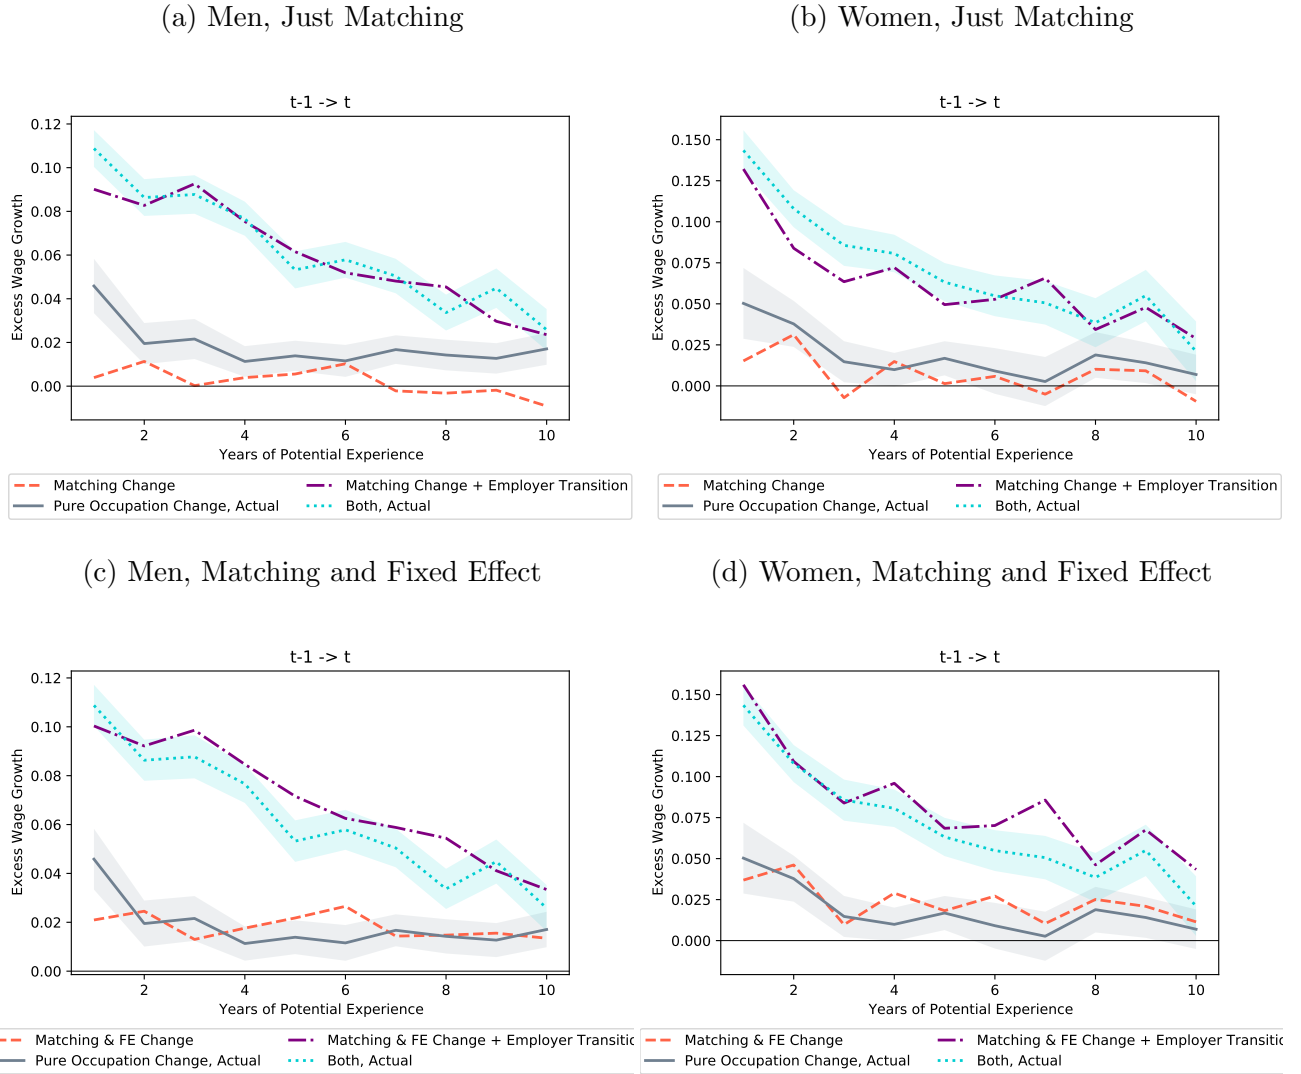 (a) Men, Just Matching
t-1 -> t
Excess Wage Growth
0.12
0.10
0.08
0.06
0.04
0.02
0.00
2 4 6 8 10
Years of Potential Experience
Matching Change
Matching Change + Employer Transition
Pure Occupation Change, Actual
Both, Actual
(b) Women, Just Matching
t-1 -> t
Excess Wage Growth
0.150
0.125
0.100
0.075
0.050
0.025
0.000
2 4 6 8 10
Years of Potential Experience
Matching Change
Matching Change + Employer Transition
Pure Occupation Change, Actual
Both, Actual
(c) Men, Matching and Fixed Effect
t-1 -> t
Excess Wage Growth
0.12
0.10
0.08
0.06
0.04
0.02
0.00
2 4 6 8 10
Years of Potential Experience
Matching & FE Change
Matching & FE Change + Employer Transitio
Pure Occupation Change, Actual
Both, Actual
(d) Women, Matching and Fixed Effect
t-1 -> t
Excess Wage Growth
0.150
0.125
0.100
0.075
0.050
0.025
0.000
2 4 6 8 10
Years of Potential Experience
Matching & FE Change
Matching & FE Change + Employer Transitic
Pure Occupation Change, Actual
Both, Actual